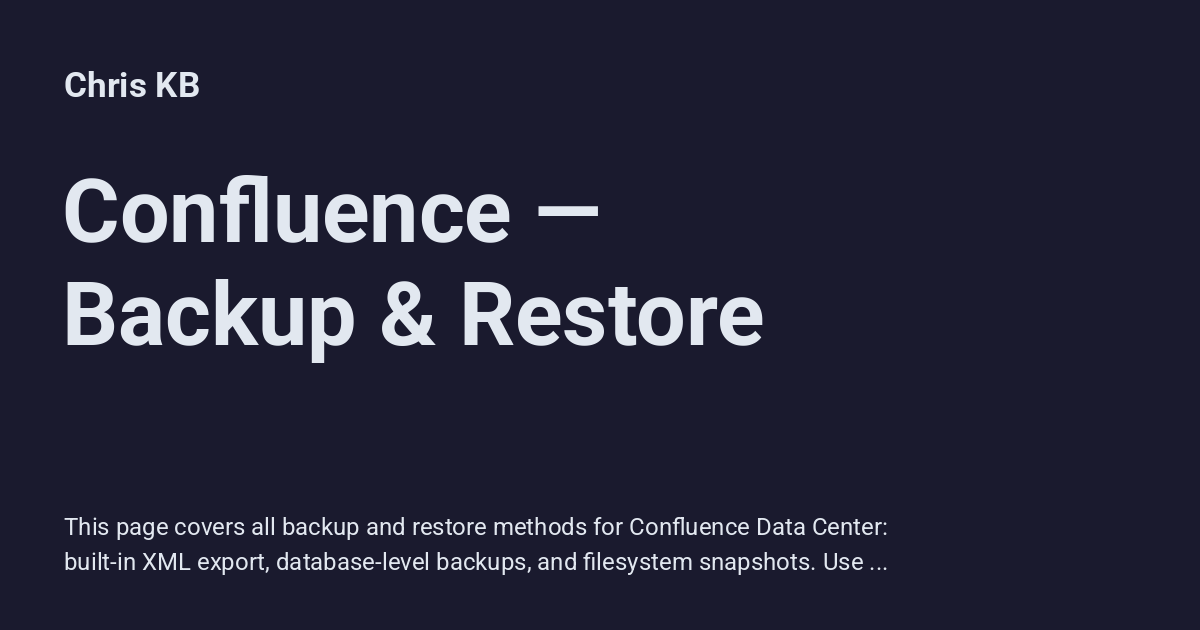 Chris KB
Confluence —
Backup & Restore
This page covers all backup and restore methods for Confluence Data Center:
built-in XML export, database-level backups, and filesystem snapshots. Use ...